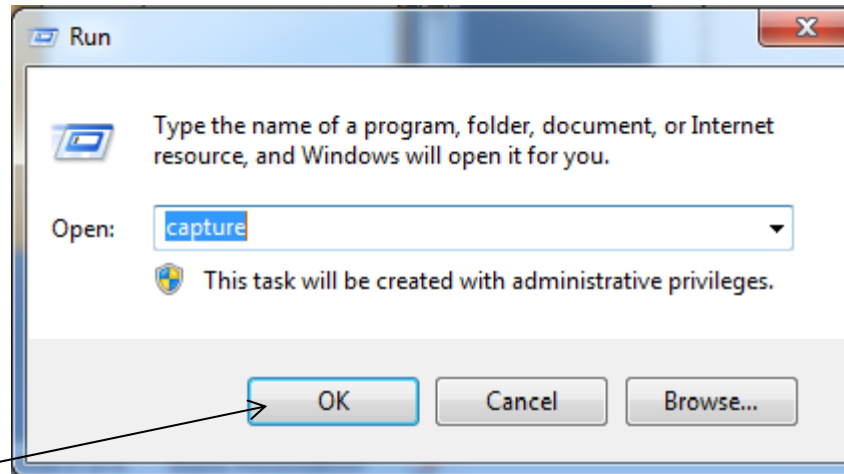 Run
Type the name of a program, folder, document, or Internet
resource, and Windows will open it for you.
Open: capture
This task will be created with administrative privileges.
OK Cancel Browse...